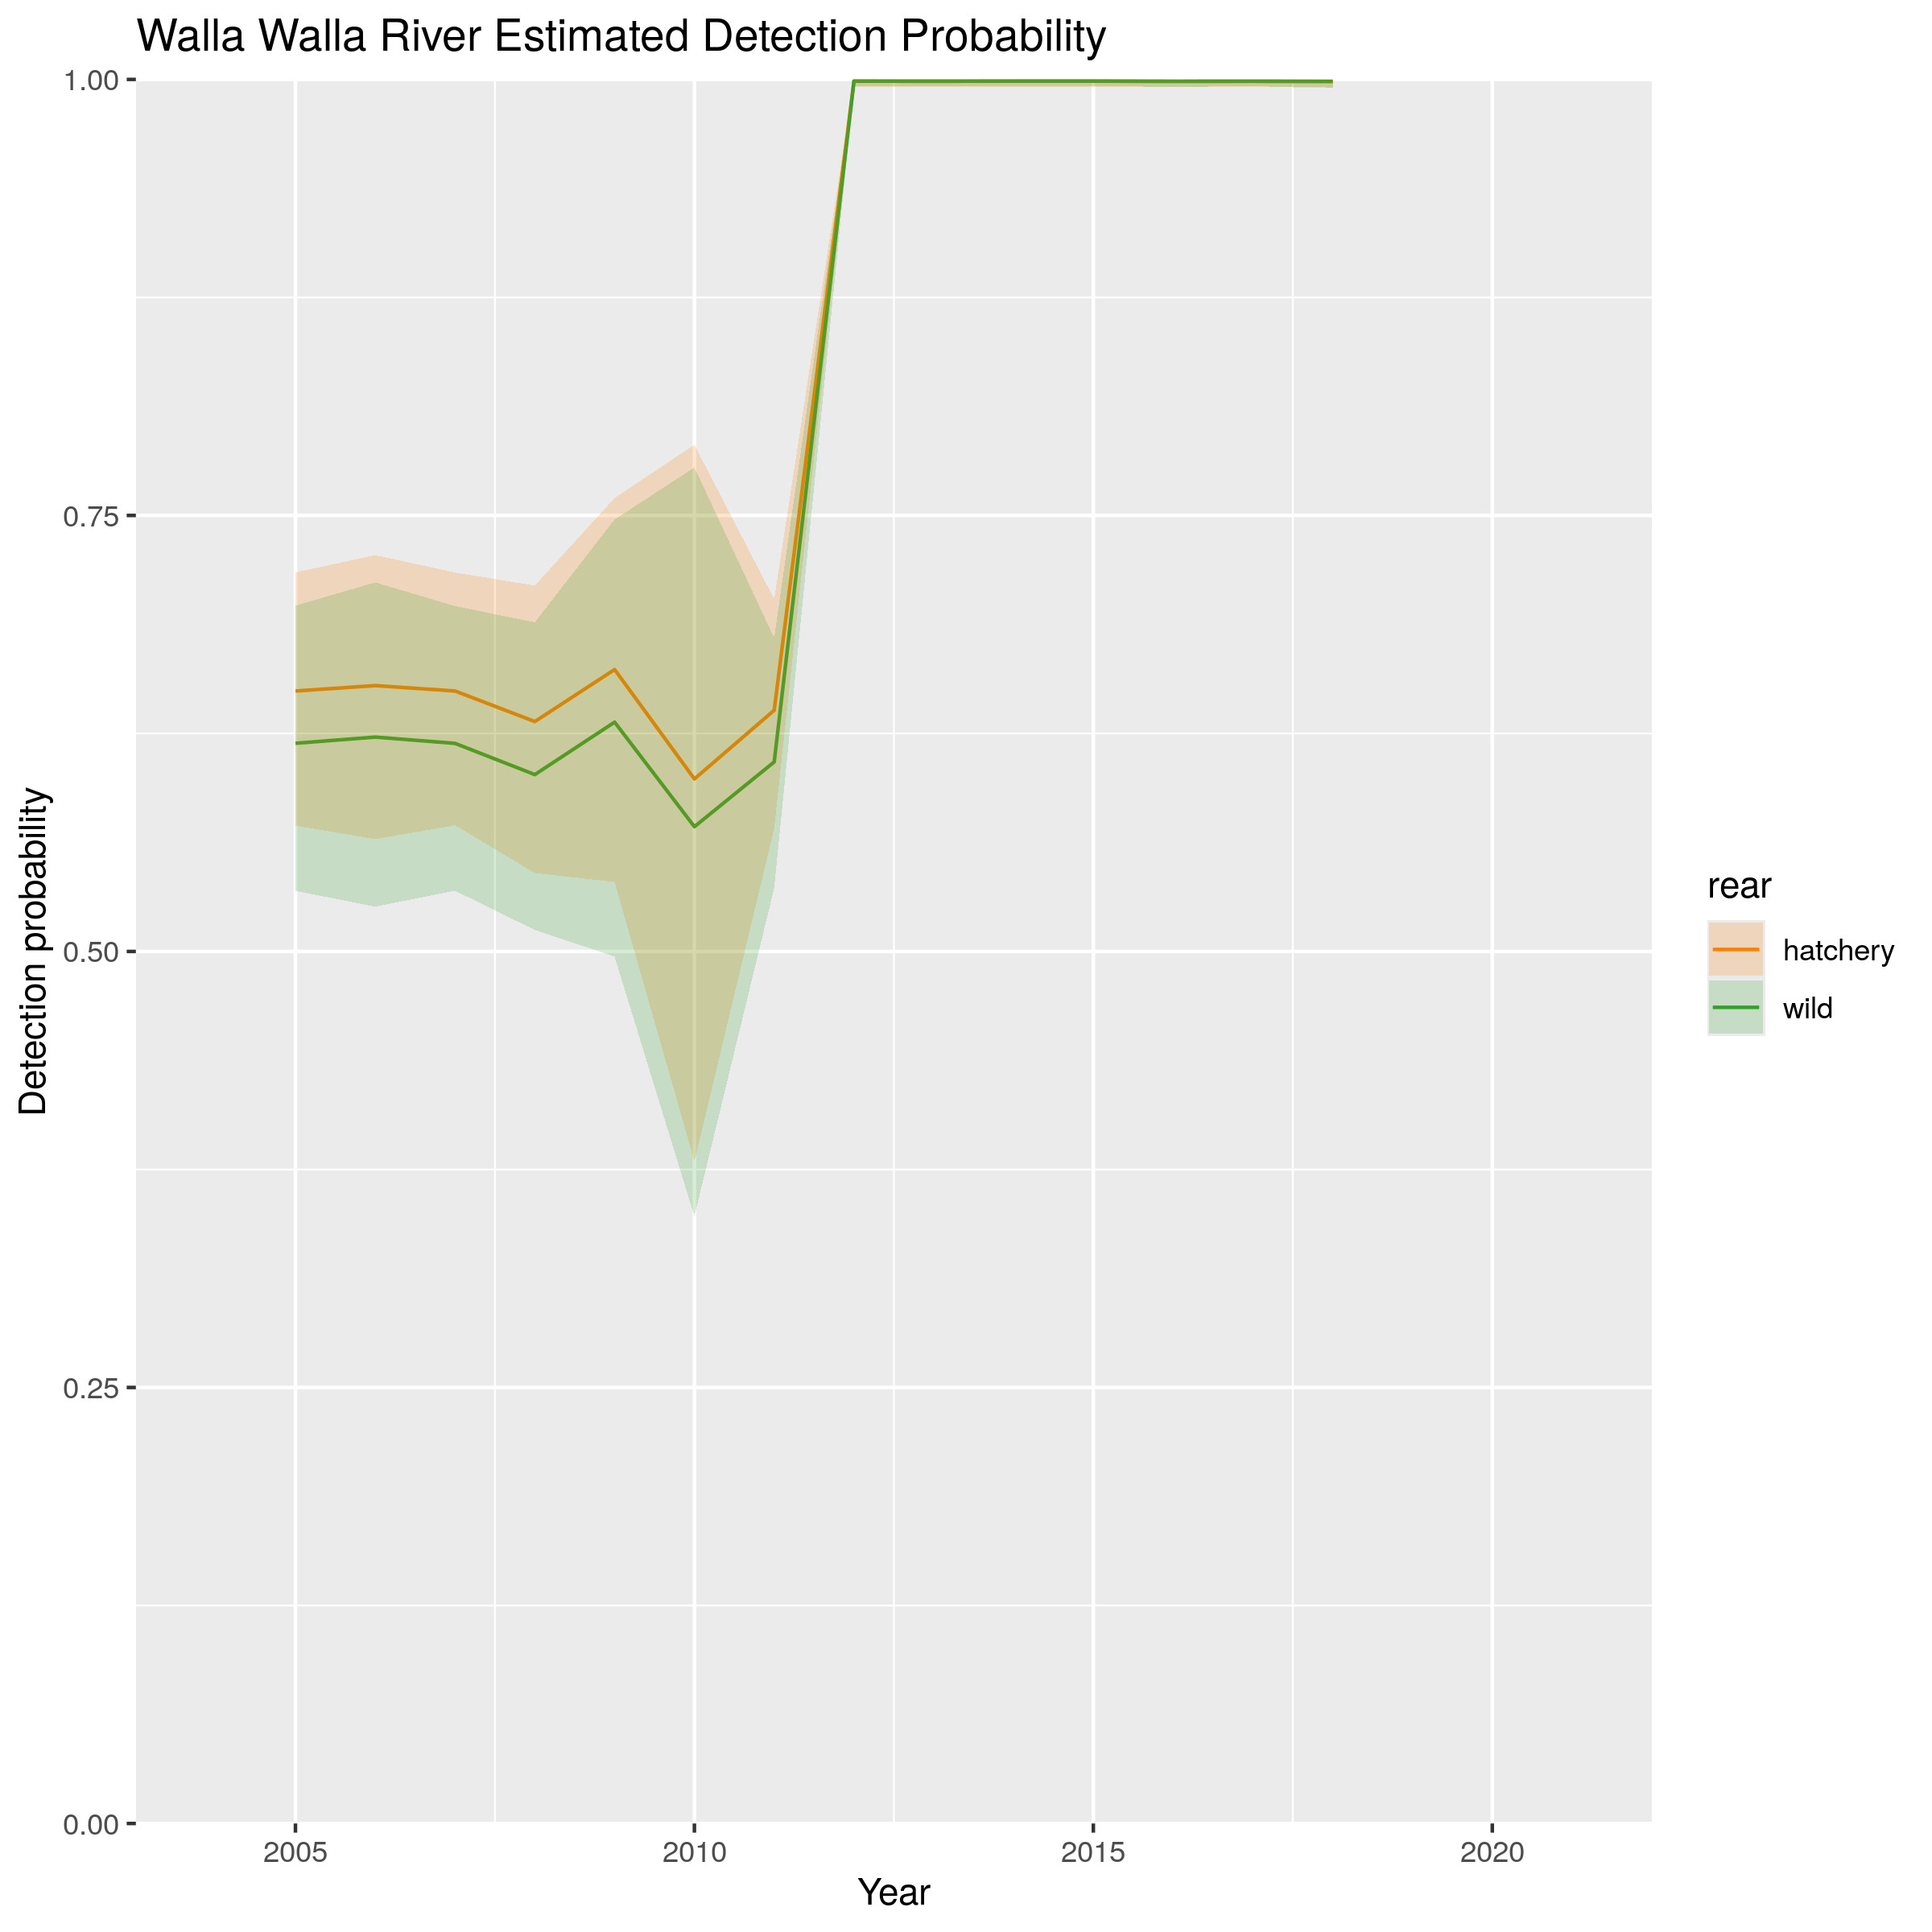 Walla Walla River Estimated Detection Probability
1.00
0.75
0.50
0.25
0.00
Detection probability
2005
2010
2015
2020
Year
rear
hatchery
wild